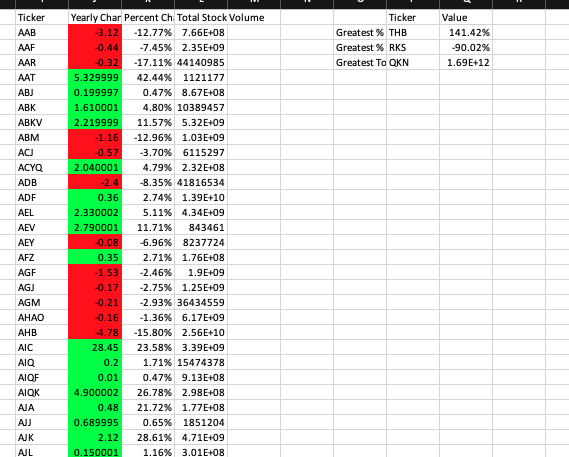 Ticker Yearly Char Percent Ch Total Stock Volume Ticker Value
AAB -3.12 -12.77% 7.66E+08 Greatest % THB 141.42%
AAF -0.44 -7.45% 2.35E+09 Greatest % RKS -90.02%
AAR -0.32 -17.11% 44140985 Greatest To QKN 1.69E+12
AAT 5.329999 42.44% 1121177
ABJ 0.199997 0.47% 8.67E+08
ABK 1.610001 4.80% 10389457
ABKV 2.219999 11.57% 5.32E+09
ABM -1.16 -12.96% 1.03E+09
ACJ -0.57 -3.70% 6115297
ACYQ 2.040001 4.79% 2.32E+08
ADB -2.4 -8.35% 41816534
ADF 0.36 2.74% 1.39E+10
AEL 2.330002 5.11% 4.34E+09
AEV 2.790001 11.71% 843461
AEY -0.08 -6.96% 8237724
AFZ 0.35 2.71% 1.76E+08
AGF -1.53 -2.46% 1.9E+09
AGJ -0.17 -2.75% 1.25E+09
AGM -0.21 -2.93% 36434559
AHAO -0.16 -1.36% 6.17E+09
AHB -4.78 -15.80% 2.56E+10
AIC 28.45 23.58% 3.39E+09
AIQ 0.2 1.71% 15474378
AIQF 0.01 0.47% 9.13E+08
AIQK 4.900002 26.78% 2.98E+08
AJA 0.48 21.72% 1.77E+08
AJJ 0.689995 0.65% 1851204
AJK 2.12 28.61% 4.71E+09
AJL 0.150001 1.16% 3.01E+08